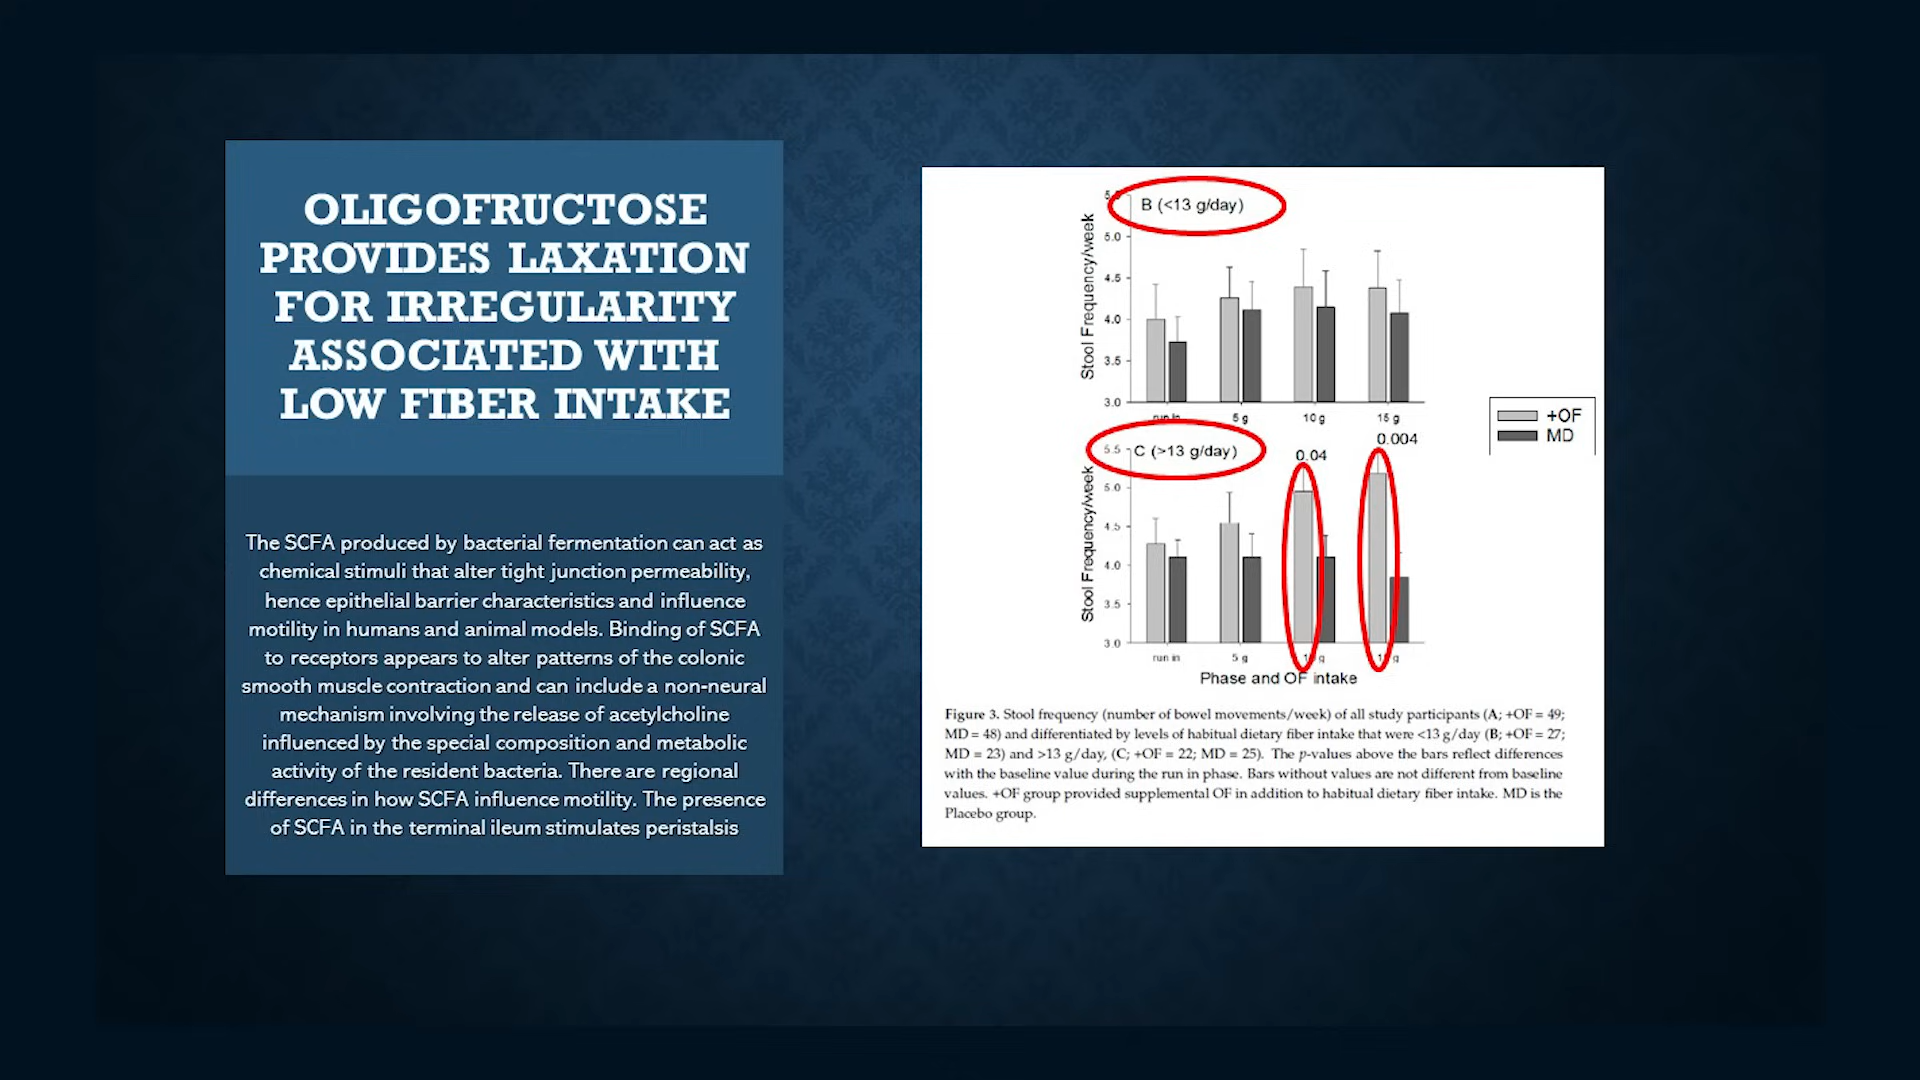 OLIGOFRUCTOSE
PROVIDES LAXATION
FOR IRREGULARITY
ASSOCIATED WITH
LOW FIBER INTAKE
The SCFA produced by bacterial fermentation can act as
chemical stimuli that alter tight junction permeability,
hence epithelial barrier characteristics and influence
motility in humans and animal models. Binding of SCFA
to receptors appears to alter patterns of the colonic
smooth muscle contraction and can include a non-neural
mechanism involving the release of acetylcholine
influenced by the special composition and metabolic
activity of the resident bacteria. There are regional
differences in how SCFA influence motility. The presence
of SCFA in the terminal ileum stimulates peristalsis
B (<13 g/day)
Stool Frequency/week
5.0
4.5
4.0
3.5
3.0
run in 5 g 10 g 15 g
+OF
MD
C (>13 g/day)
0.04
0.004
Stool Frequency/week
5.5
5.0
4.5
4.0
3.5
3.0
run in 5 g
Phase and OF intake
Figure 3. Stool frequency (number of bowel movements/week) of all study participants (A; +OF = 49;
MD = 48) and differentiated by levels of habitual dietary fiber intake that were <13 g/day (B; +OF = 27;
MD = 23) and >13 g/day, (C; +OF = 22; MD = 25). The p-values above the bars reflect differences
with the baseline value during the run in phase. Bars without values are not different from baseline
values. +OF group provided supplemental OF in addition to habitual dietary fiber intake. MD is the
Placebo group.